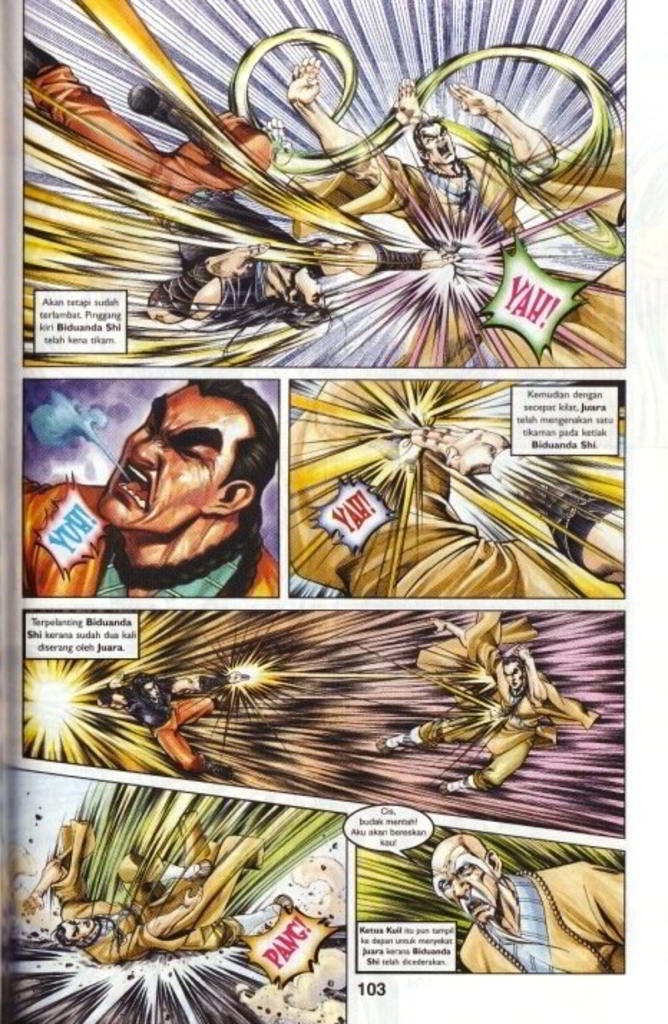 Akan tetapi sudah
terlambat. Pinggang
kiri Biduanda Shi
telah kena tikam.
YAH!
YUH!
Kemudian dengan
secepat kilat, Juara
telah mengenakan satu
tikaman pada ketiak
Biduanda Shi.
YAH!
Terpelanting Biduanda
Shi kerana sudah dua kali
diserang oleh Juara.
PANG!
Cis,
budak mentah!
Aku akan bereskan
kau!
Ketua Kuil itu pun tampil
ke depan untuk menyekat
Juara kerana Biduanda
Shi telah dicederakan.
103